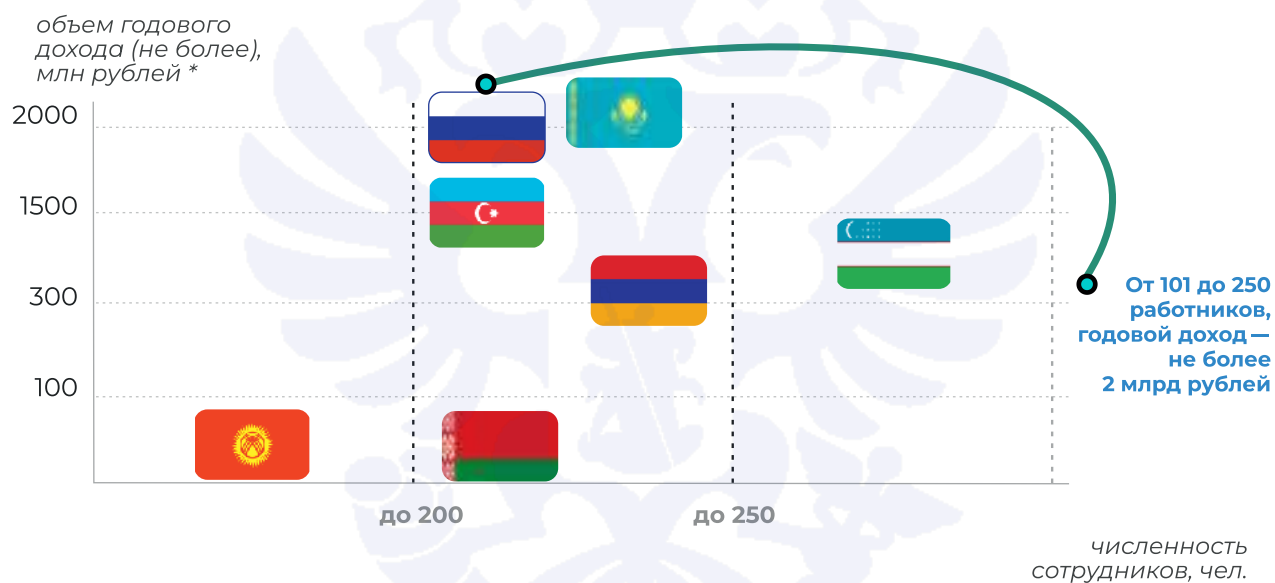 объем годового
дохода (не более),
млн рублей *
2000
1500
300
100
От 101 до 250
работников,
годовой доход —
не более
2 млрд рублей
до 200
до 250
численность
сотрудников, чел.